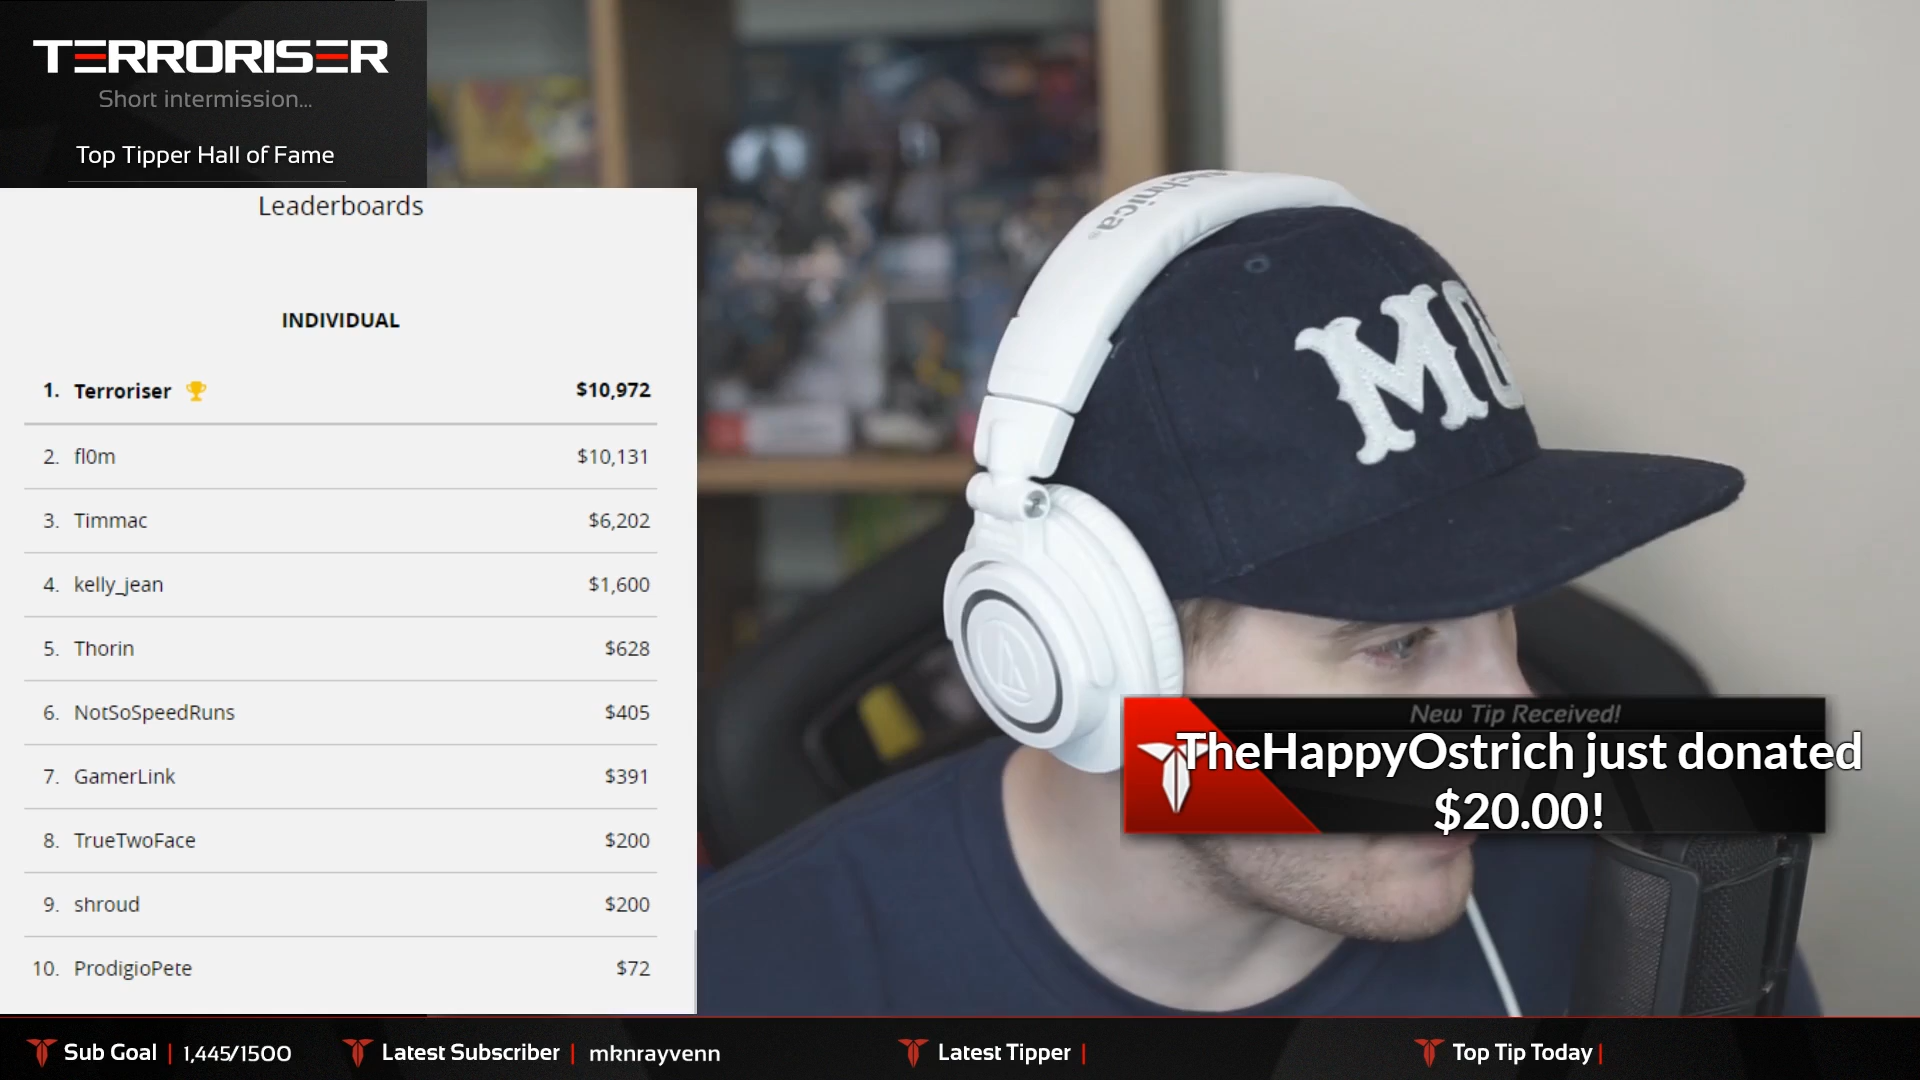 TERRORISER
Short intermission...
Top Tipper Hall of Fame
Leaderboards
INDIVIDUAL
1. Terroriser $10,972
2. fl0m $10,131
3. Timmac $6,202
4. kelly_jean $1,600
5. Thorin $628
6. NotSoSpeedRuns $405
7. GamerLink $391
8. TrueTwoFace $200
9. shroud $200
10. ProdigioPete $72
technica®
New Tip Received!
TheHappyOstrich just donated
$20.00!
Sub Goal | 1,445/1500
Latest Subscriber | mknrayvenn
Latest Tipper |
Top Tip Today |